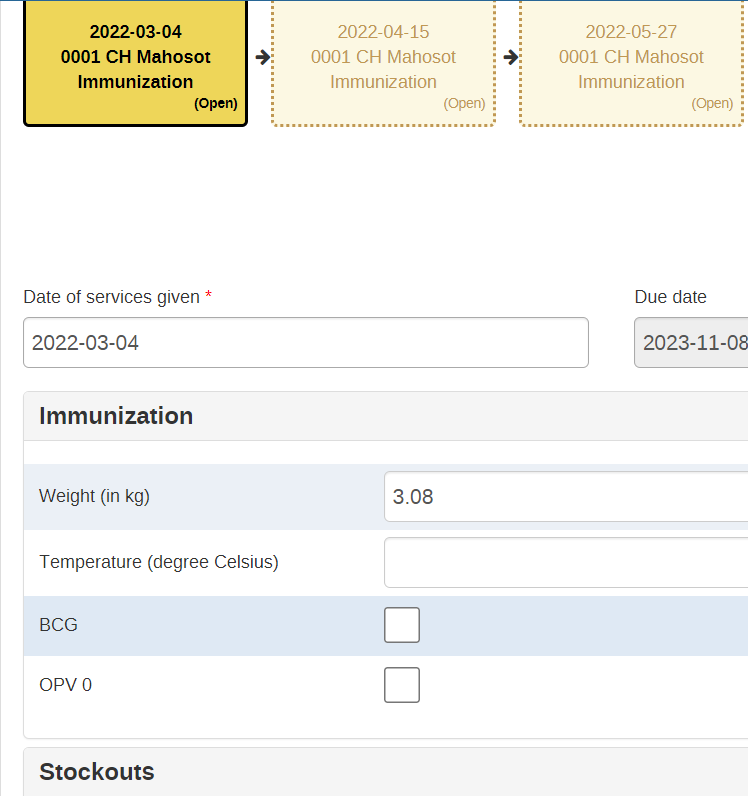 2022-03-04
0001 CH Mahosot
Immunization
(Open)
2022-04-15
0001 CH Mahosot
Immunization
(Open)
2022-05-27
0001 CH Mahosot
Immunization
(Open)
Date of services given *
2022-03-04
Due date
2023-11-08
Immunization
Weight (in kg)
3.08
Temperature (degree Celsius)
BCG
OPV 0
Stockouts